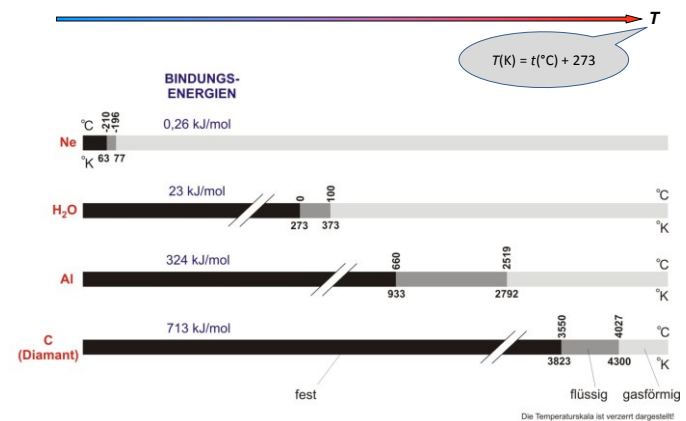 T
T(K) = t(°C) + 273
BINDUNGS-
ENERGIEN
°C -210 -196 0,26 kJ/mol
Ne
°K 63 77
23 kJ/mol 0 100 °C
H₂O
273 373 °K
324 kJ/mol 660 2519 °C
Al
933 2792 °K
713 kJ/mol 3550 4027 °C
C
(Diamant)
3823 4300 °K
fest flüssig gasförmig
Die Temperaturskala ist verzerrt dargestellt!